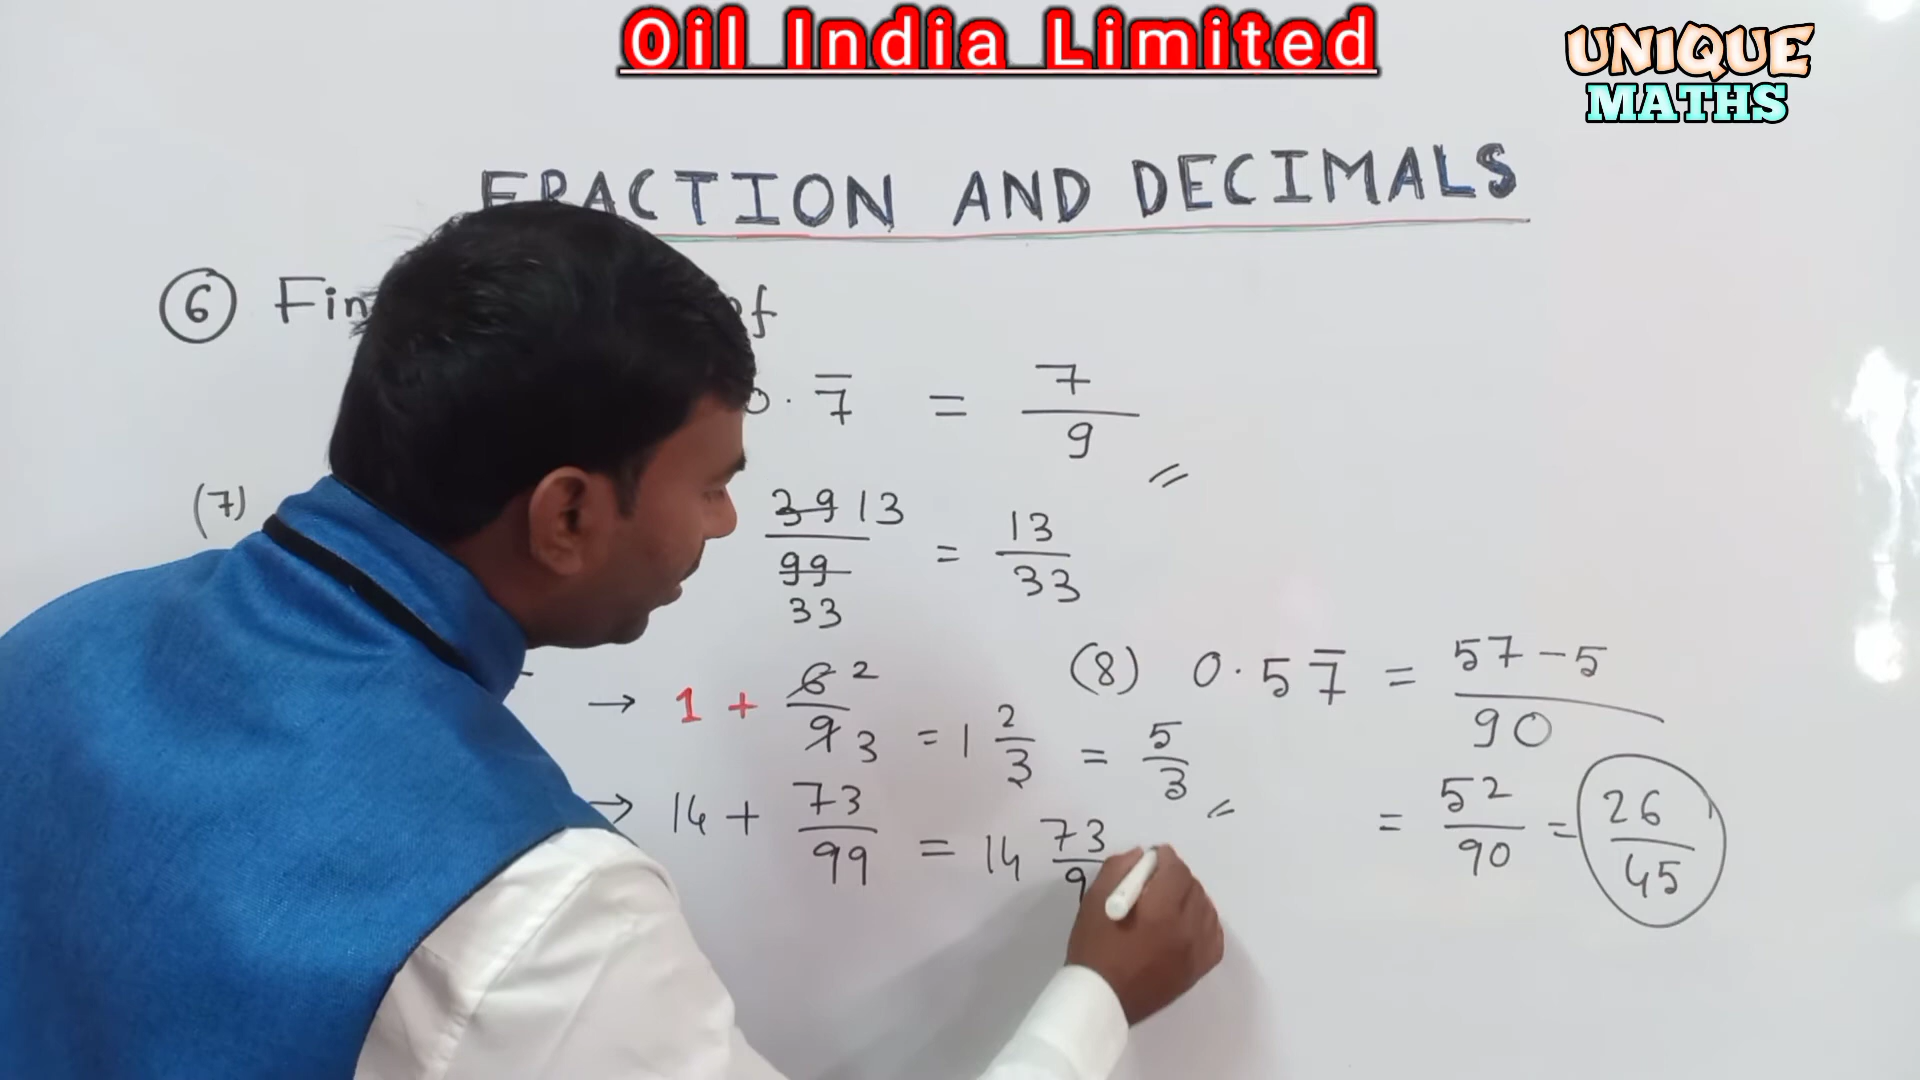 Oil India Limited
UNIQUE
MATHS
FRACTION AND DECIMALS
6 Fin of
0.7̅ = 7/9
(7) 39/99 13/33 = 13/33
→ 1 + 6/9 2/3 = 1 2/3 = 5/3
→ 14 + 73/99 = 14 73/9
(8) 0.57̅ = 57-5/90
= 52/90 = 26/45